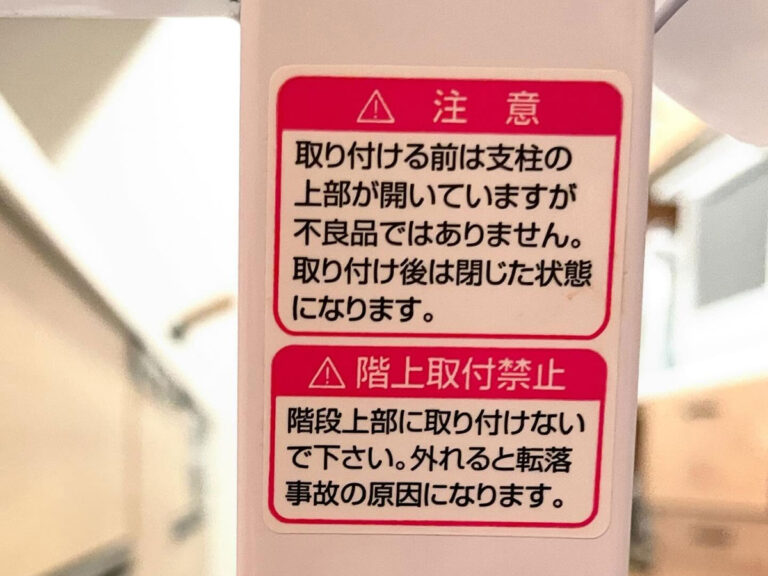 ⚠ 注意
取り付ける前は支柱の
上部が開いていますが
不良品ではありません。
取り付け後は閉じた状態
になります。
⚠ 階上取付禁止
階段上部に取り付けない
で下さい。外れると転落
事故の原因になります。